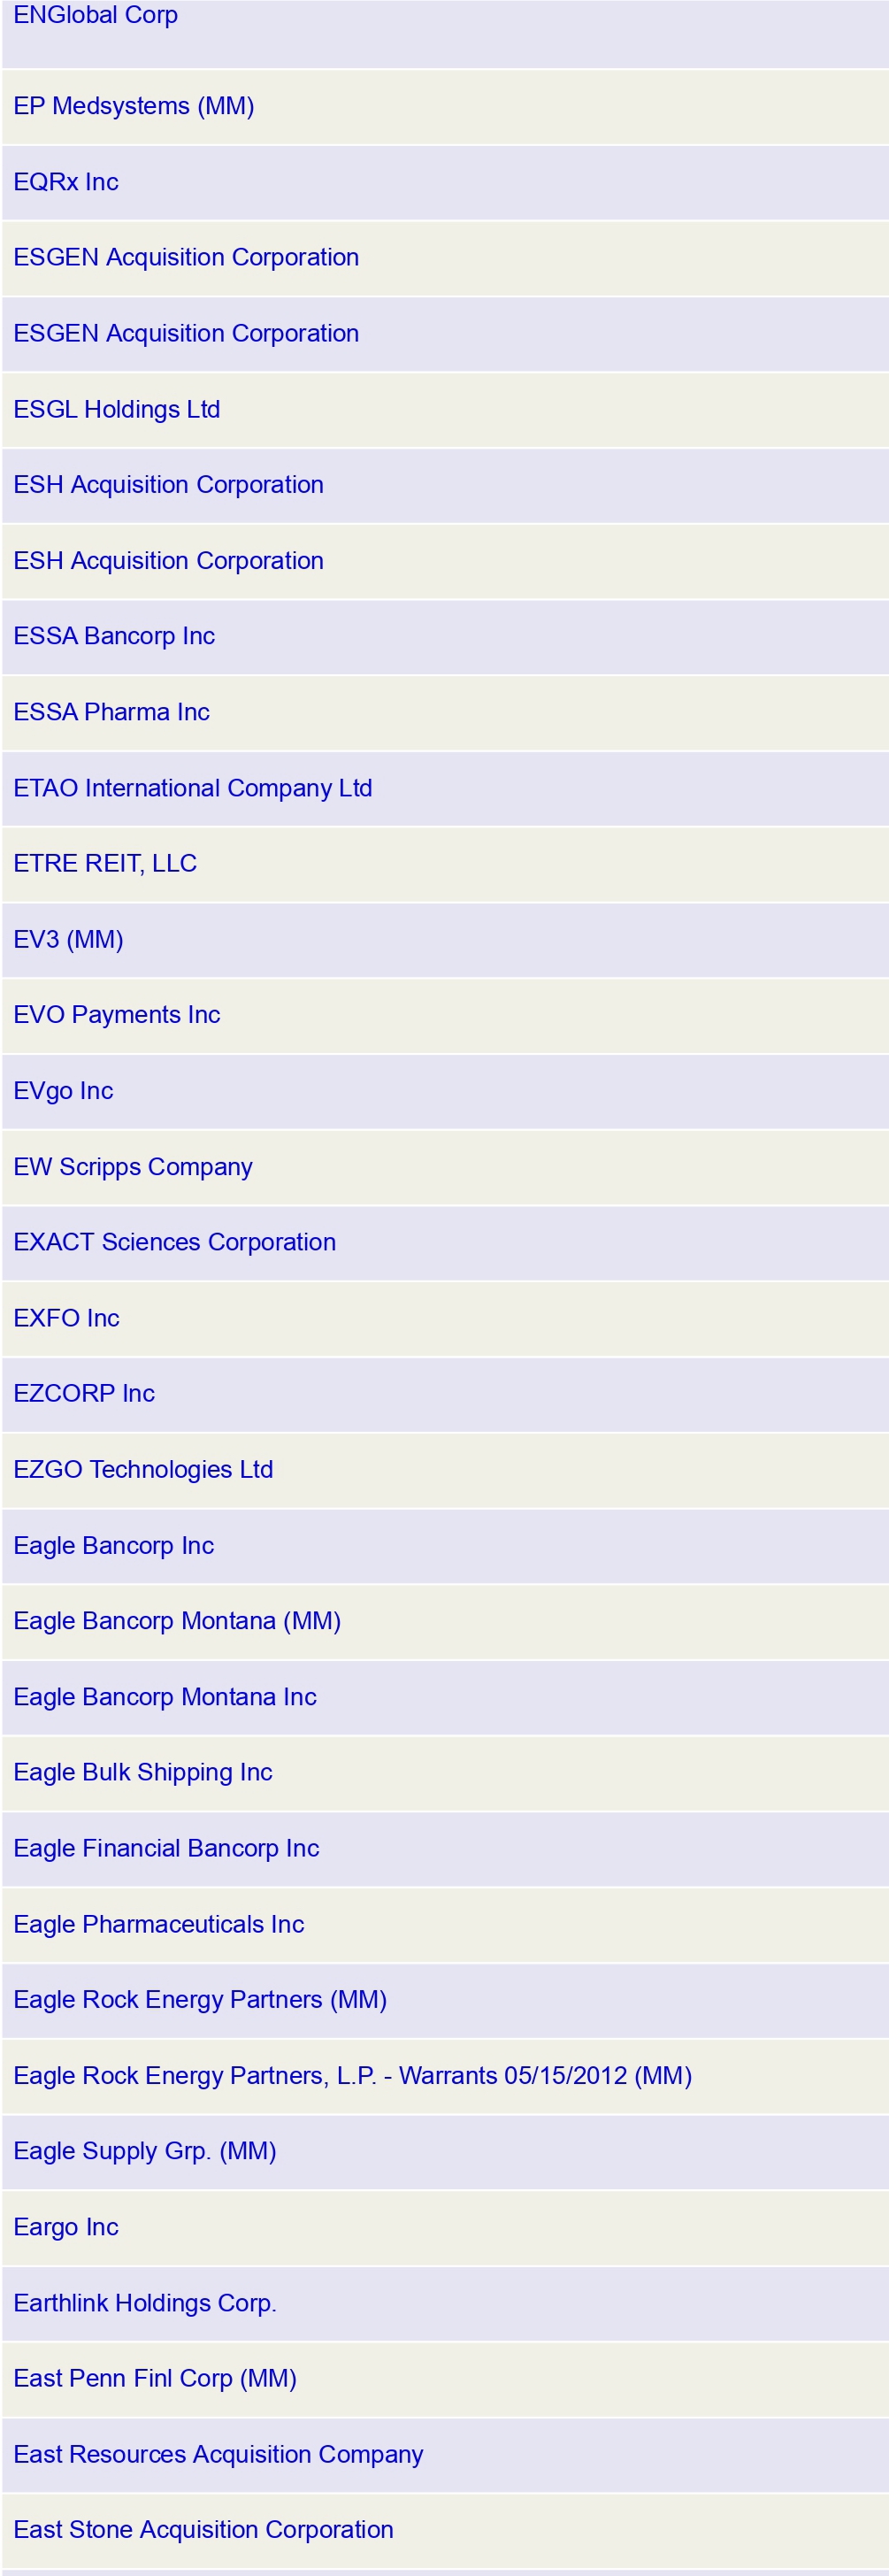 ENGlobal Corp
EP Medsystems (MM)
EQRx Inc
ESGEN Acquisition Corporation
ESGEN Acquisition Corporation
ESGL Holdings Ltd
ESH Acquisition Corporation
ESH Acquisition Corporation
ESSA Bancorp Inc
ESSA Pharma Inc
ETAO International Company Ltd
ETRE REIT, LLC
EV3 (MM)
EVO Payments Inc
EVgo Inc
EW Scripps Company
EXACT Sciences Corporation
EXFO Inc
EZCORP Inc
EZGO Technologies Ltd
Eagle Bancorp Inc
Eagle Bancorp Montana (MM)
Eagle Bancorp Montana Inc
Eagle Bulk Shipping Inc
Eagle Financial Bancorp Inc
Eagle Pharmaceuticals Inc
Eagle Rock Energy Partners (MM)
Eagle Rock Energy Partners, L.P. - Warrants 05/15/2012 (MM)
Eagle Supply Grp. (MM)
Eargo Inc
Earthlink Holdings Corp.
East Penn Finl Corp (MM)
East Resources Acquisition Company
East Stone Acquisition Corporation